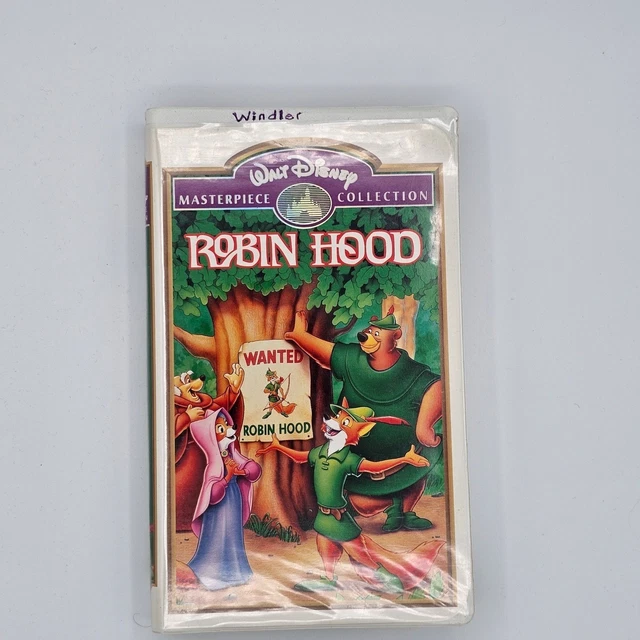 Windler
WALT DISNEY
MASTERPIECE COLLECTION
ROBIN HOOD
WANTED
ROBIN HOOD